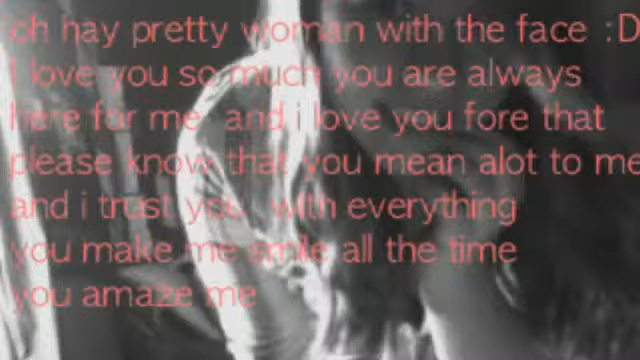 oh hay pretty woman with the face :D
I love you so much you are always
here for me and i love you fore that
please know that you mean alot to me
and i trust you with everything
you make me smile all the time
you amaze me